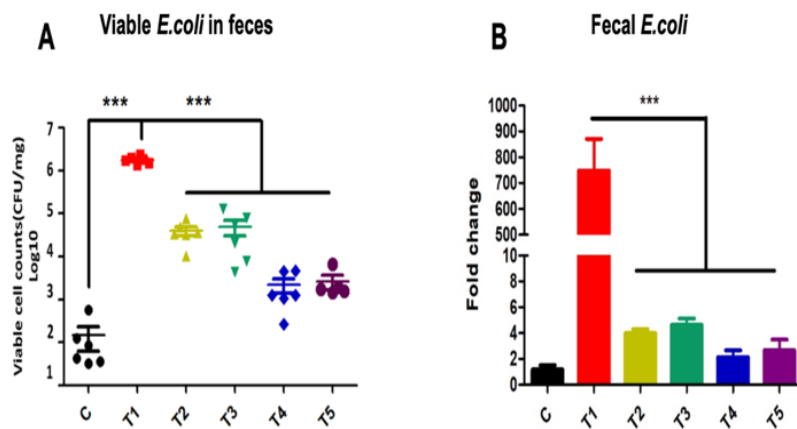 A
Viable E.coli in feces
***
***
Viable cell counts(CFU/mg)
Log10
7
6
5
4
3
2
1
C
T1
T2
T3
T4
T5
B
Fecal E.coli
***
Fold change
1000
900
800
700
600
500
10
8
6
4
2
0
C
T1
T2
T3
T4
T5